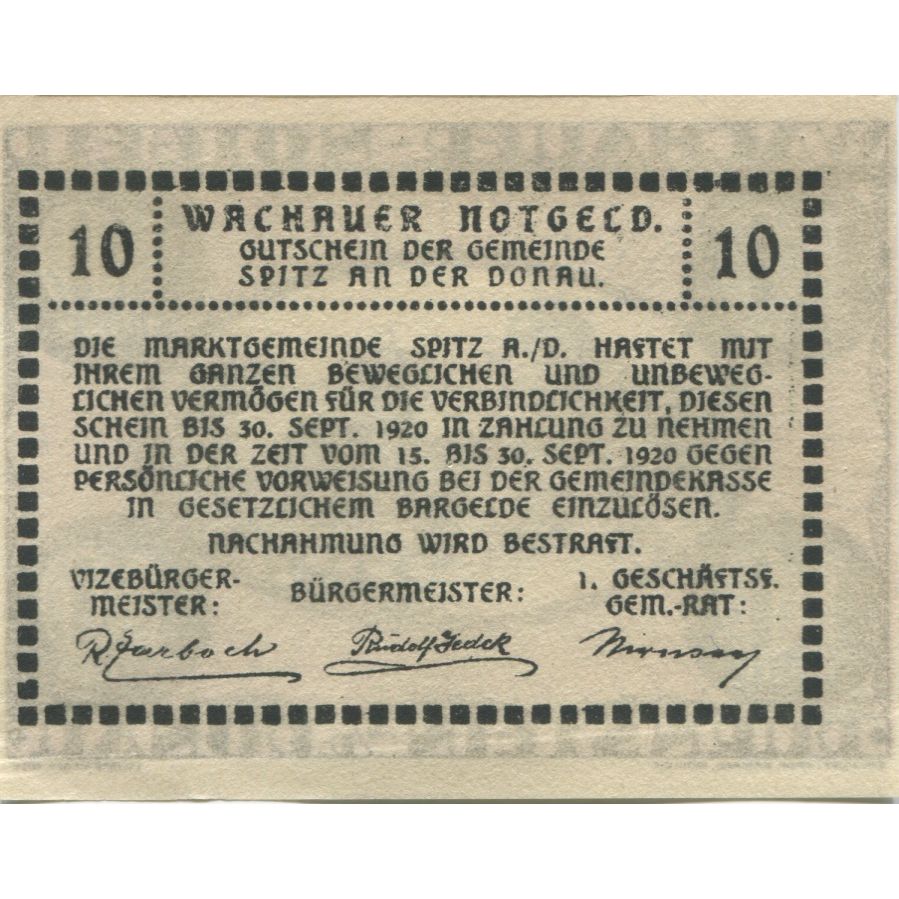 10 WACHAUER NOTGELD. 10
GUTSCHEIN DER GEMEINDE
SPITZ AN DER DONAU.
DIE MARKTGEMEINDE SPITZ A./D. HAFTET MIT
IHREM GANZEN BEWEGLICHEN UND UNBEWEG-
LICHEN VERMÖGEN FÜR DIE VERBINDLICHKEIT, DIESEN
SCHEIN BIS 30. SEPT. 1920 IN ZAHLUNG ZU NEHMEN
UND IN DER ZEIT VOM 15. BIS 30. SEPT. 1920 GEGEN
PERSÖNLICHE VORWEISUNG BEI DER GEMEINDEKASSE
IN GESETZLICHEM BARGELDE EINZULÖSEN.
NACHAHMUNG WIRD BESTRAFT.
VIZEBÜRGER-
MEISTER:
BÜRGERMEISTER:
1. GESCHÄFTSF.
GEM.-RAT:
Rudolf